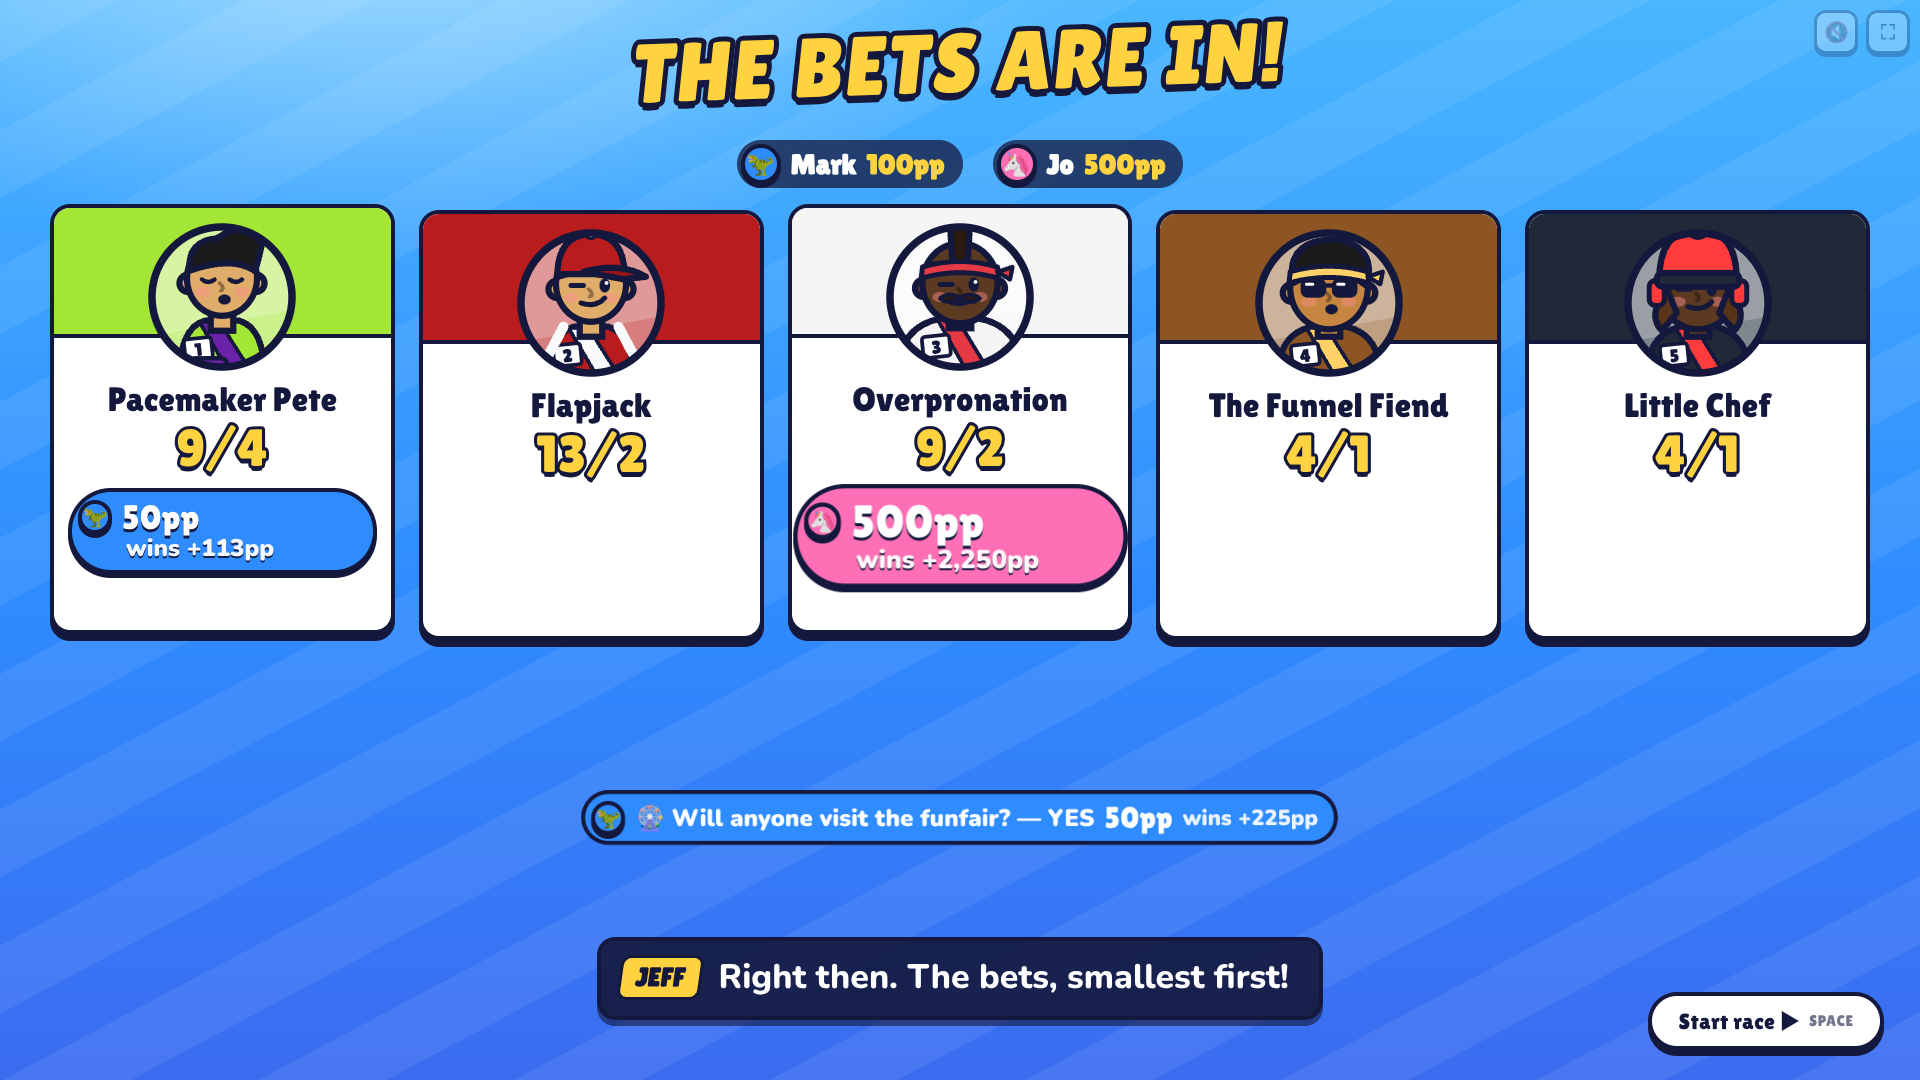 THE BETS ARE IN!
Mark 100pp
Jo 500pp
1
Pacemaker Pete
9/4
50pp
wins +113pp
2
Flapjack
13/2
3
Overpronation
9/2
500pp
wins +2,250pp
4
The Funnel Fiend
4/1
5
Little Chef
4/1
Will anyone visit the funfair? — YES 50pp wins +225pp
JEFF Right then. The bets, smallest first!
Start race ▶ SPACE